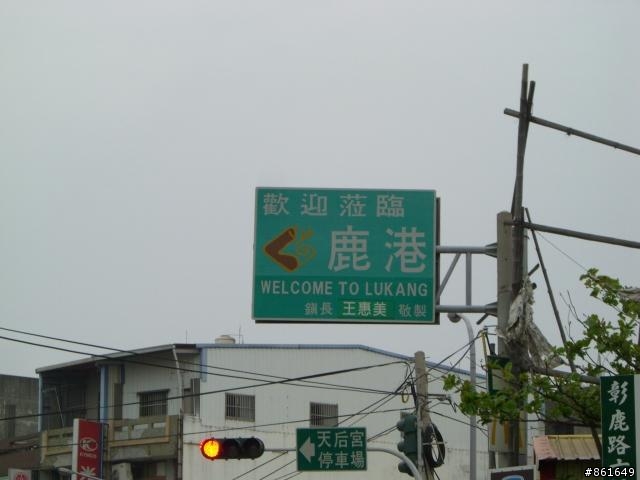 歡迎蒞臨
鹿港
WELCOME TO LUKANG
鎮長 王惠美 敬製
天后宮
停車場
彰鹿路
KYMCO
#861649